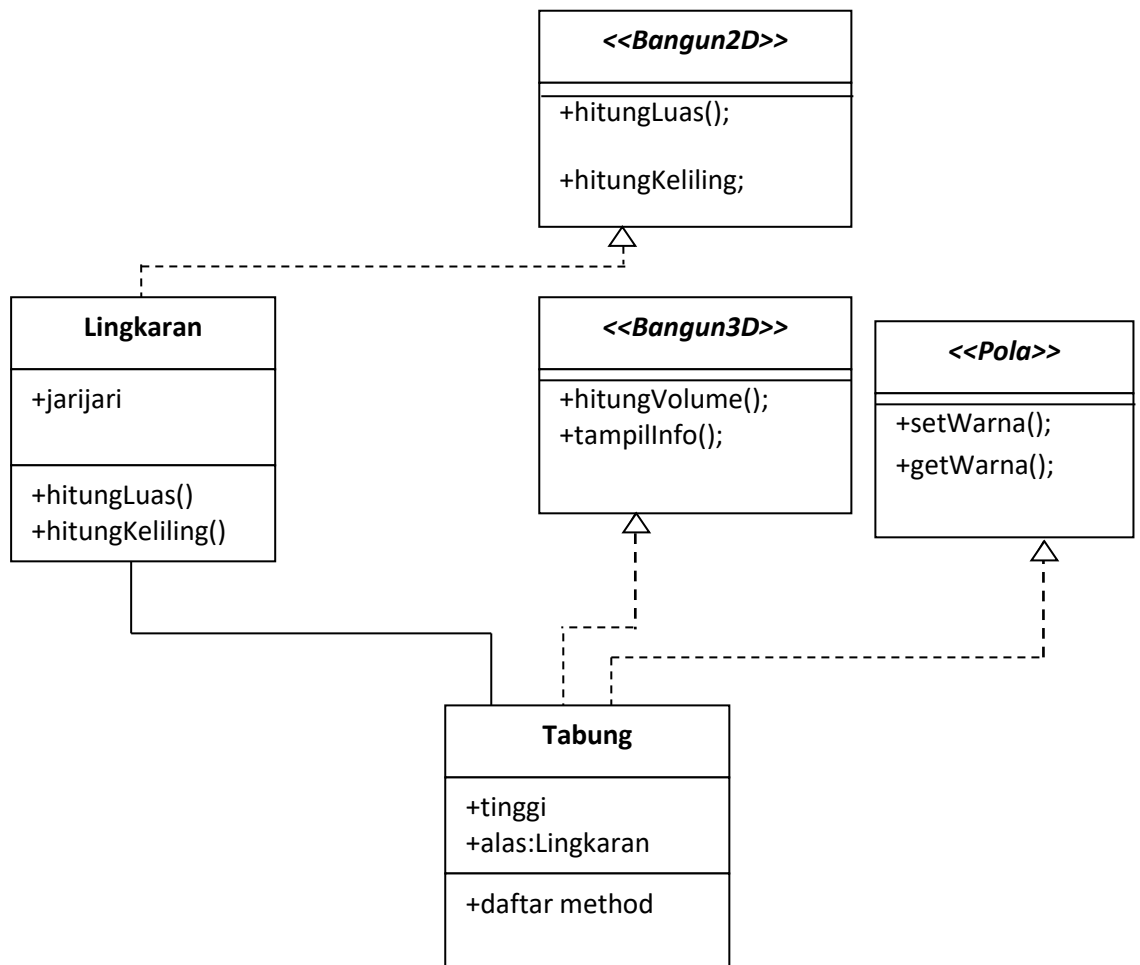 <<Bangun2D>>
+hitungLuas();
+hitungKeliling;
Lingkaran
+jarijari
+hitungLuas()
+hitungKeliling()
<<Bangun3D>>
+hitungVolume();
+tampilInfo();
<<Pola>>
+setWarna();
+getWarna();
Tabung
+tinggi
+alas:Lingkaran
+daftar method